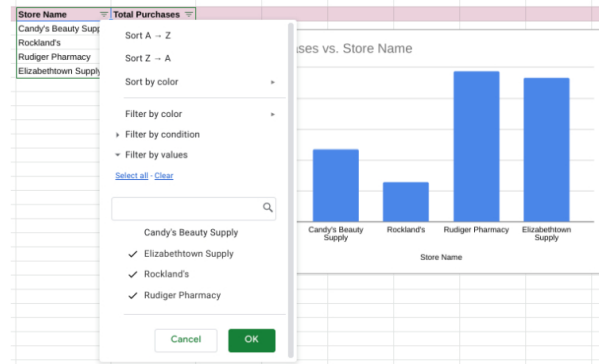 Store Name
Total Purchases
Candy's Beauty Supp
Rockland's
Rudiger Pharmacy
Elizabethtown Supply
Sort A → Z
Sort Z → A
Sort by color
Filter by color
Filter by condition
Filter by values
Select all - Clear
Candy's Beauty Supply
Elizabethtown Supply
Rockland's
Rudiger Pharmacy
Cancel
OK
ases vs. Store Name
Candy's Beauty
Supply
Rockland's
Rudiger Pharmacy
Elizabethtown
Supply
Store Name